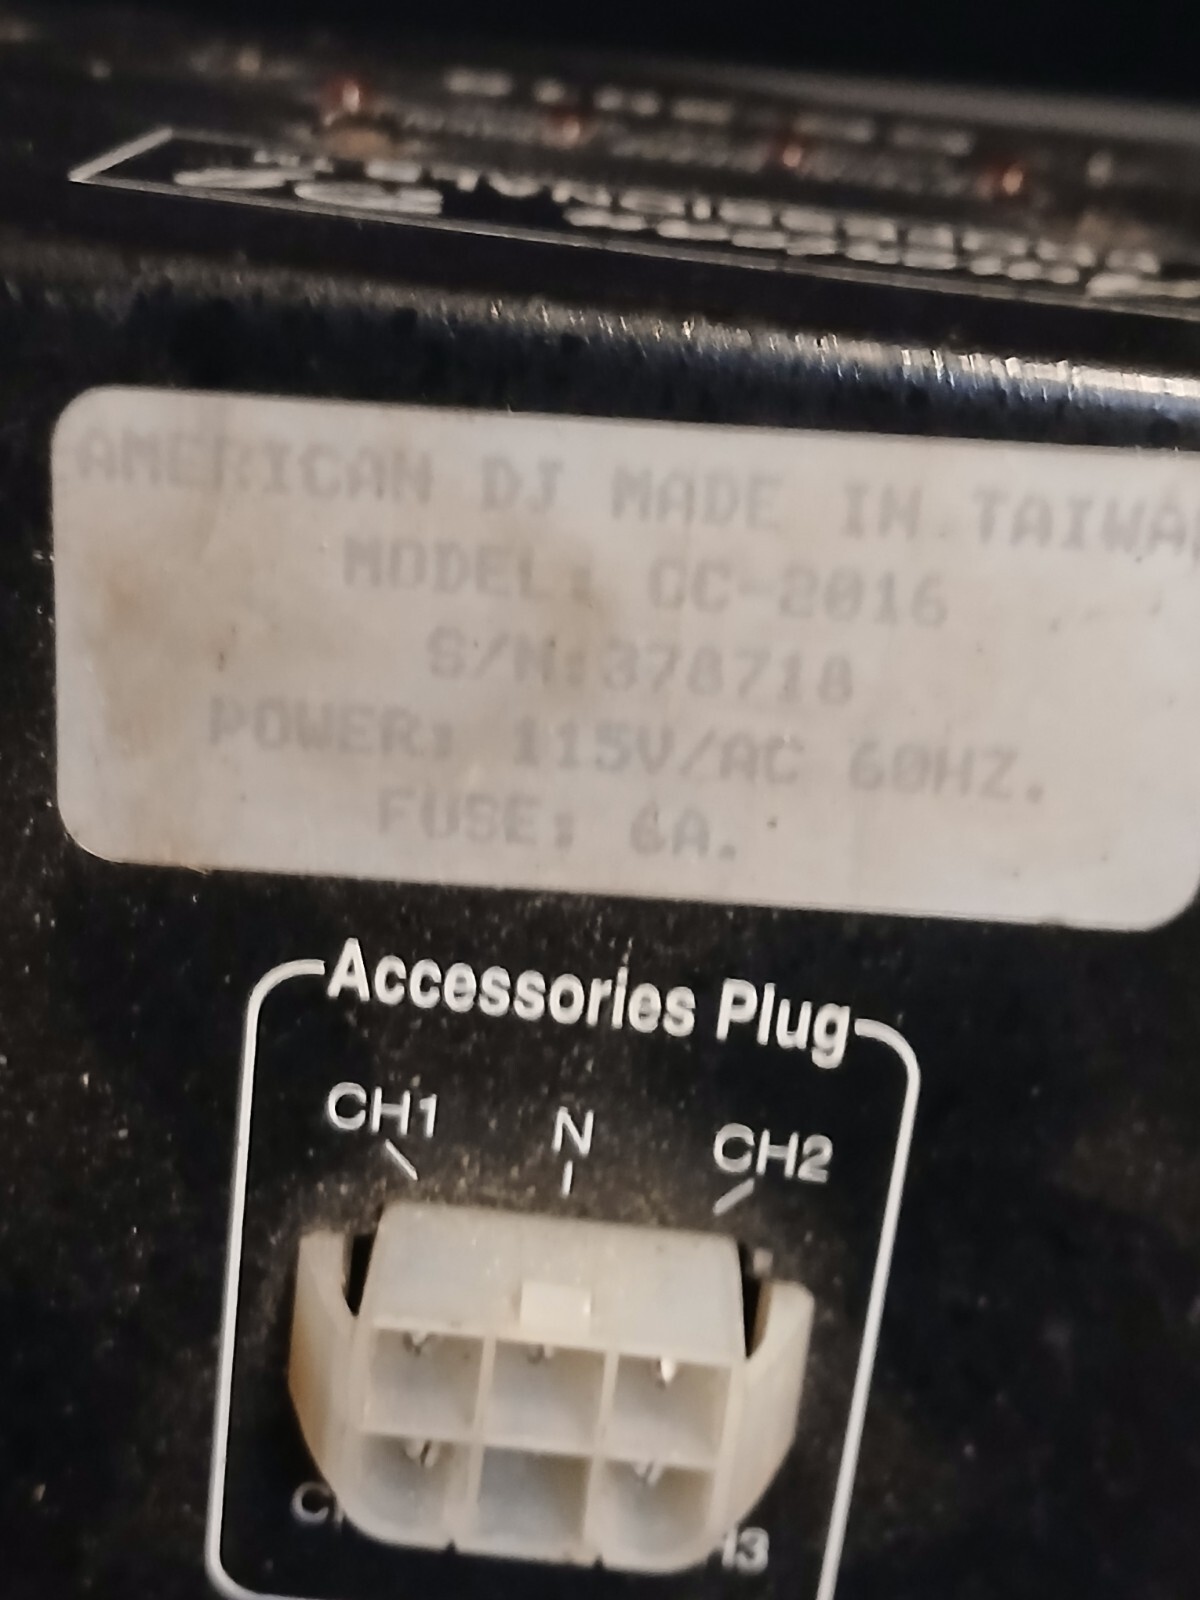 AMERICAN DJ MADE IN TAIWA
MODEL: CC-2016
S/N:378718
POWER: 115V/AC 60HZ.
FUSE: 6A.
Accessories Plug
CH1 N CH2